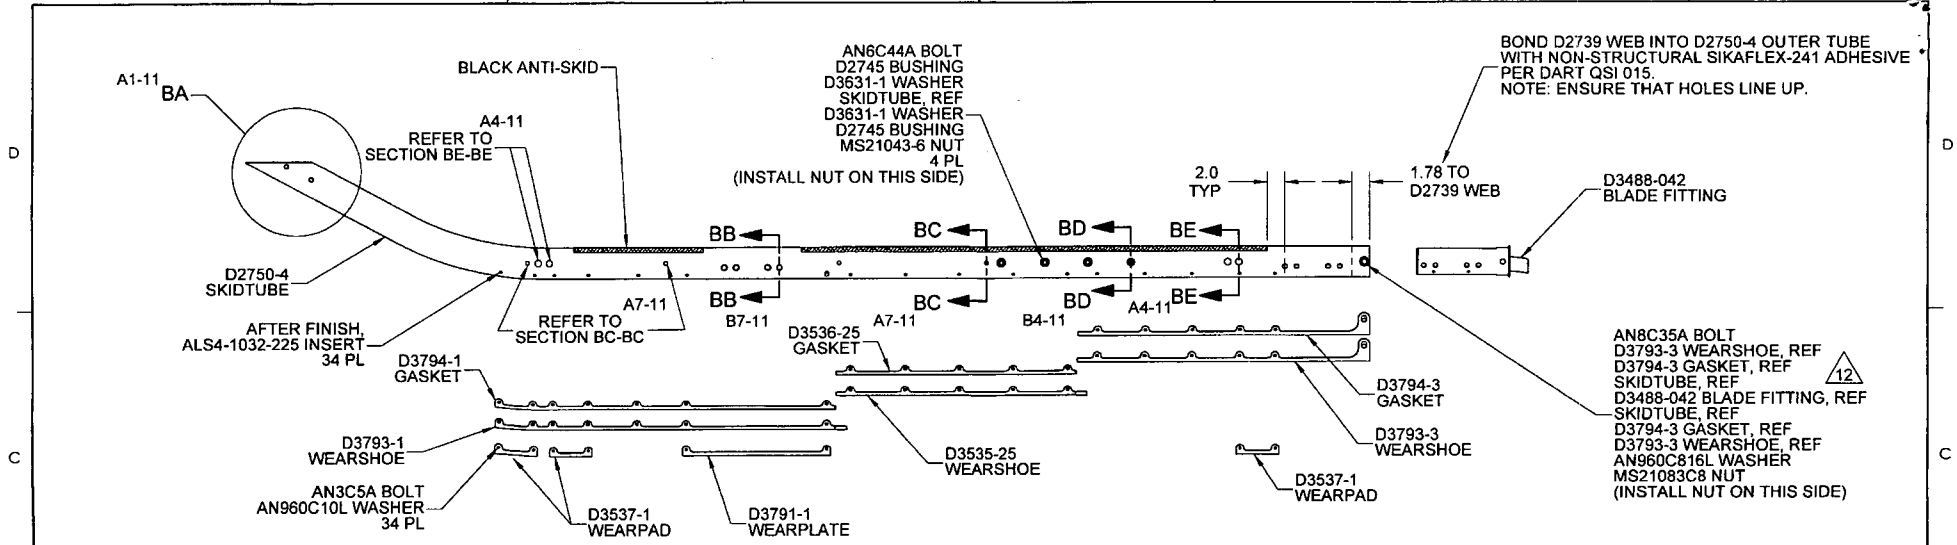 A1-11
BA
BLACK ANTI-SKID
A4-11
REFER TO
SECTION BE-BE
AN6C44A BOLT
D2745 BUSHING
D3631-1 WASHER
SKIDTUBE, REF
D3631-1 WASHER
D2745 BUSHING
MS21043-6 NUT
4 PL
(INSTALL NUT ON THIS SIDE)
BOND D2739 WEB INTO D2750-4 OUTER TUBE
WITH NON-STRUCTURAL SIKAFLEX-241 ADHESIVE
PER DART QSI 015.
NOTE: ENSURE THAT HOLES LINE UP.
D
D
2.0
TYP
1.78 TO
D2739 WEB
D3488-042
BLADE FITTING
BB
BC
BD
BE
D2750-4
SKIDTUBE
BB
BC
BD
BE
A7-11
B7-11
A7-11
B4-11
A4-11
REFER TO
SECTION BC-BC
AFTER FINISH,
ALS4-1032-225 INSERT
34 PL
D3794-1
GASKET
D3536-25
GASKET
D3794-3
GASKET
AN8C35A BOLT
D3793-3 WEARSHOE, REF
D3794-3 GASKET, REF
SKIDTUBE, REF
D3488-042 BLADE FITTING, REF
SKIDTUBE, REF
D3794-3 GASKET, REF
D3793-3 WEARSHOE, REF
AN960C816L WASHER
MS21083C8 NUT
(INSTALL NUT ON THIS SIDE)
12
D3793-1
WEARSHOE
D3535-25
WEARSHOE
D3793-3
WEARSHOE
C
C
AN3C5A BOLT
AN960C10L WASHER
34 PL
D3537-1
WEARPAD
D3791-1
WEARPLATE
D3537-1
WEARPAD